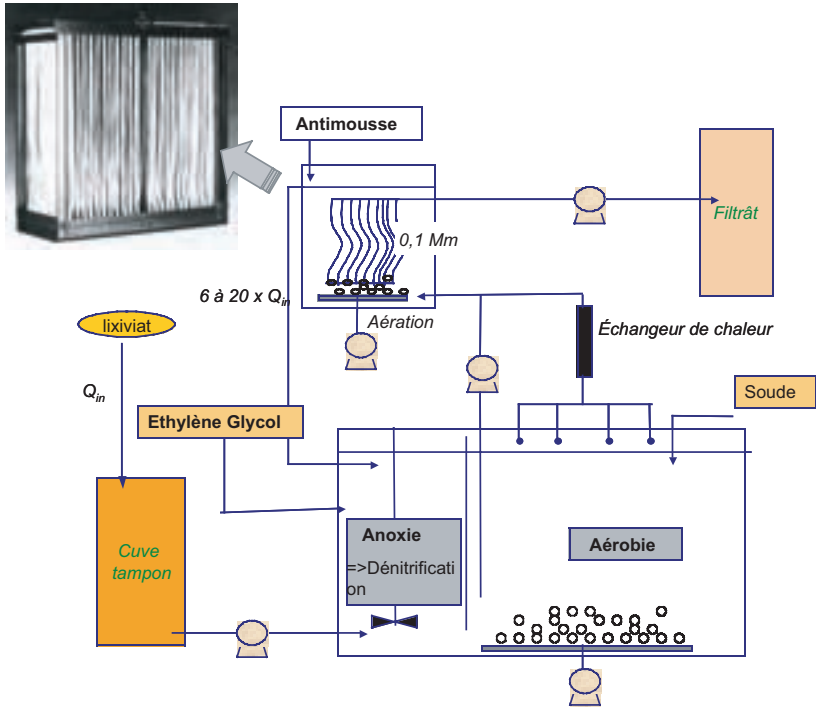 Antimousse
Filtrât
0,1 Mm
6 à 20 x Qin
Aération
lixiviat
Échangeur de chaleur
Qin
Soude
Ethylène Glycol
Cuve
tampon
Anoxie
=>Dénitrificati
on
Aérobie